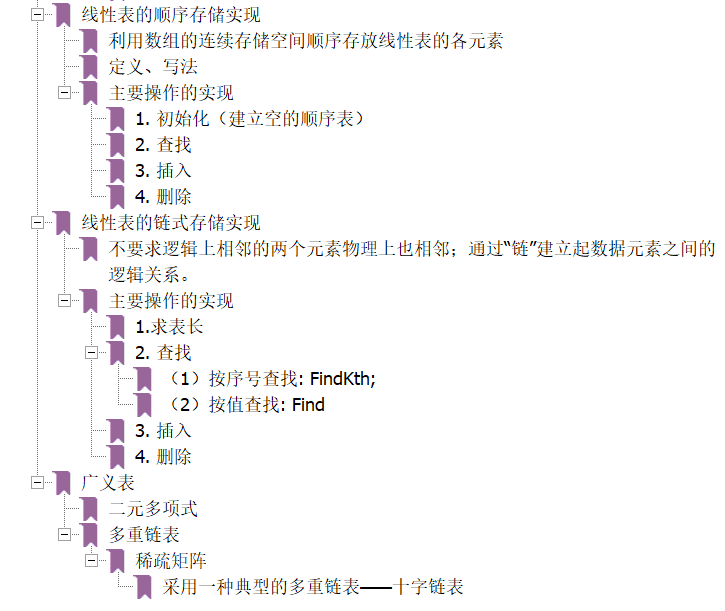 线性表的顺序存储实现
利用数组的连续存储空间顺序存放线性表的各元素
定义、写法
主要操作的实现
1. 初始化（建立空的顺序表）
2. 查找
3. 插入
4. 删除
线性表的链式存储实现
不要求逻辑上相邻的两个元素物理上也相邻；通过“链”建立起数据元素之间的
逻辑关系。
主要操作的实现
1.求表长
2. 查找
（1）按序号查找: FindKth;
（2）按值查找: Find
3. 插入
4. 删除
广义表
二元多项式
多重链表
稀疏矩阵
采用一种典型的多重链表——十字链表